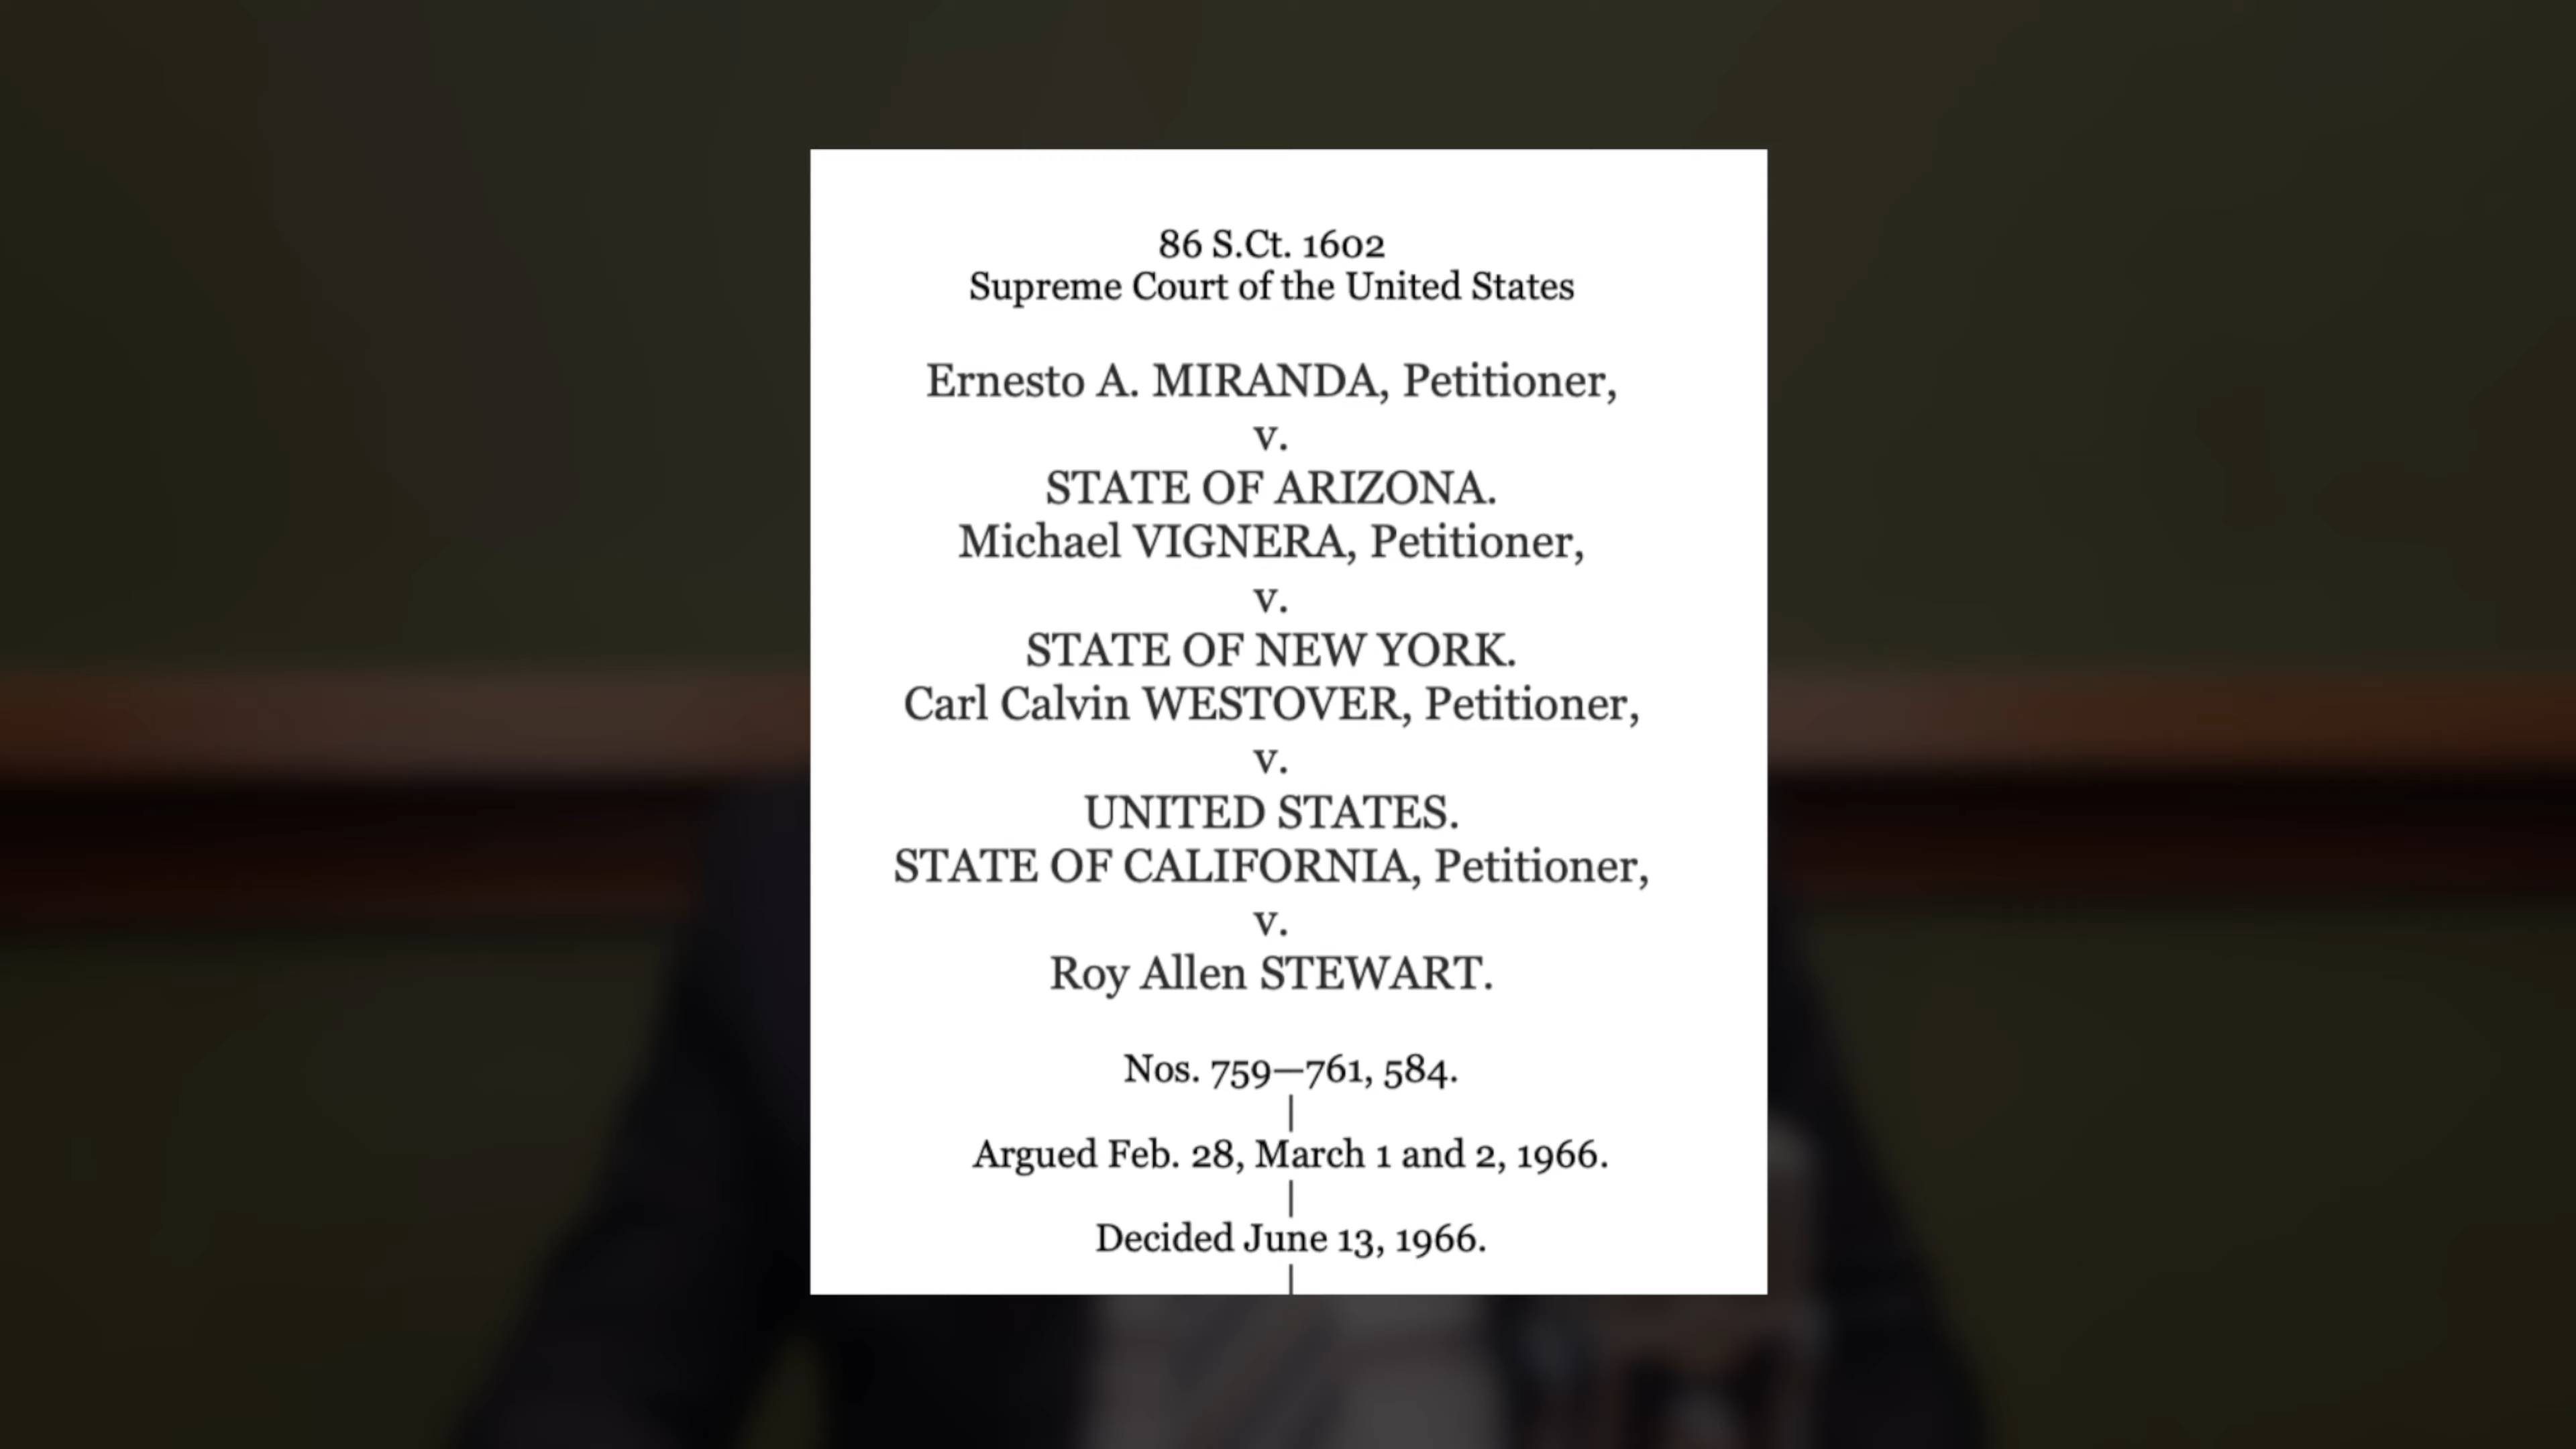 86 S.Ct. 1602
Supreme Court of the United States
Ernesto A. MIRANDA, Petitioner,
v.
STATE OF ARIZONA.
Michael VIGNERA, Petitioner,
v.
STATE OF NEW YORK.
Carl Calvin WESTOVER, Petitioner,
v.
UNITED STATES.
STATE OF CALIFORNIA, Petitioner,
v.
Roy Allen STEWART.
Nos. 759—761, 584.
|
Argued Feb. 28, March 1 and 2, 1966.
|
Decided June 13, 1966.
|